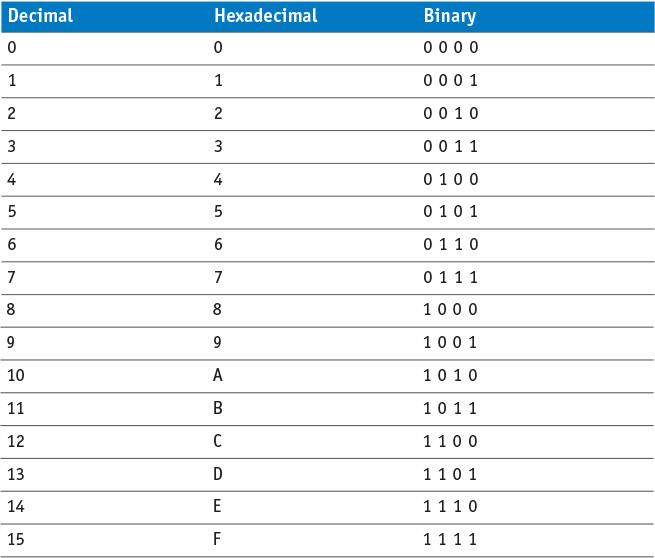 Decimal Hexadecimal Binary
0 0 0 0 0 0
1 1 0 0 0 1
2 2 0 0 1 0
3 3 0 0 1 1
4 4 0 1 0 0
5 5 0 1 0 1
6 6 0 1 1 0
7 7 0 1 1 1
8 8 1 0 0 0
9 9 1 0 0 1
10 A 1 0 1 0
11 B 1 0 1 1
12 C 1 1 0 0
13 D 1 1 0 1
14 E 1 1 1 0
15 F 1 1 1 1